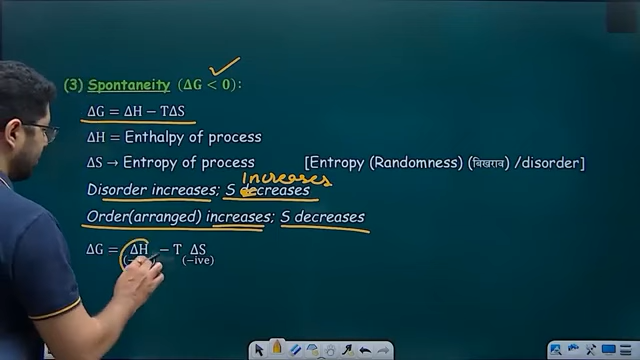 (3) Spontaneity (ΔG < 0):
ΔG = ΔH − TΔS
ΔH = Enthalpy of process
ΔS → Entropy of process [Entropy (Randomness) (बिखराव) /disorder]
increases
Disorder increases; S decreases
Order(arranged) increases; S decreases
ΔG = ΔH − T ΔS
(−ive)